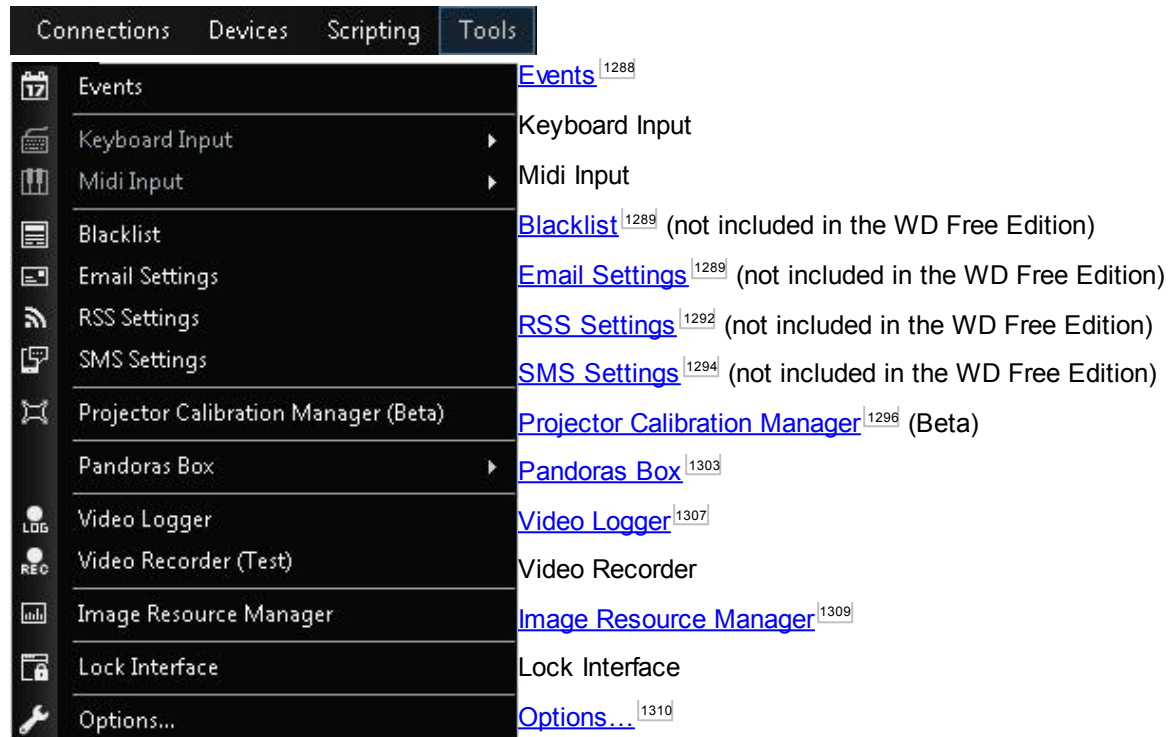 Connections Devices Scripting Tools
17 Events
Keyboard Input
Midi Input
Blacklist
Email Settings
RSS Settings
SMS Settings
Projector Calibration Manager (Beta)
Pandoras Box
LOG Video Logger
REC Video Recorder (Test)
Image Resource Manager
Lock Interface
Options...
Events 1288
Keyboard Input
Midi Input
Blacklist 1289 (not included in the WD Free Edition)
Email Settings 1289 (not included in the WD Free Edition)
RSS Settings 1292 (not included in the WD Free Edition)
SMS Settings 1294 (not included in the WD Free Edition)
Projector Calibration Manager 1296 (Beta)
Pandoras Box 1303
Video Logger 1307
Video Recorder
Image Resource Manager 1309
Lock Interface
Options… 1310